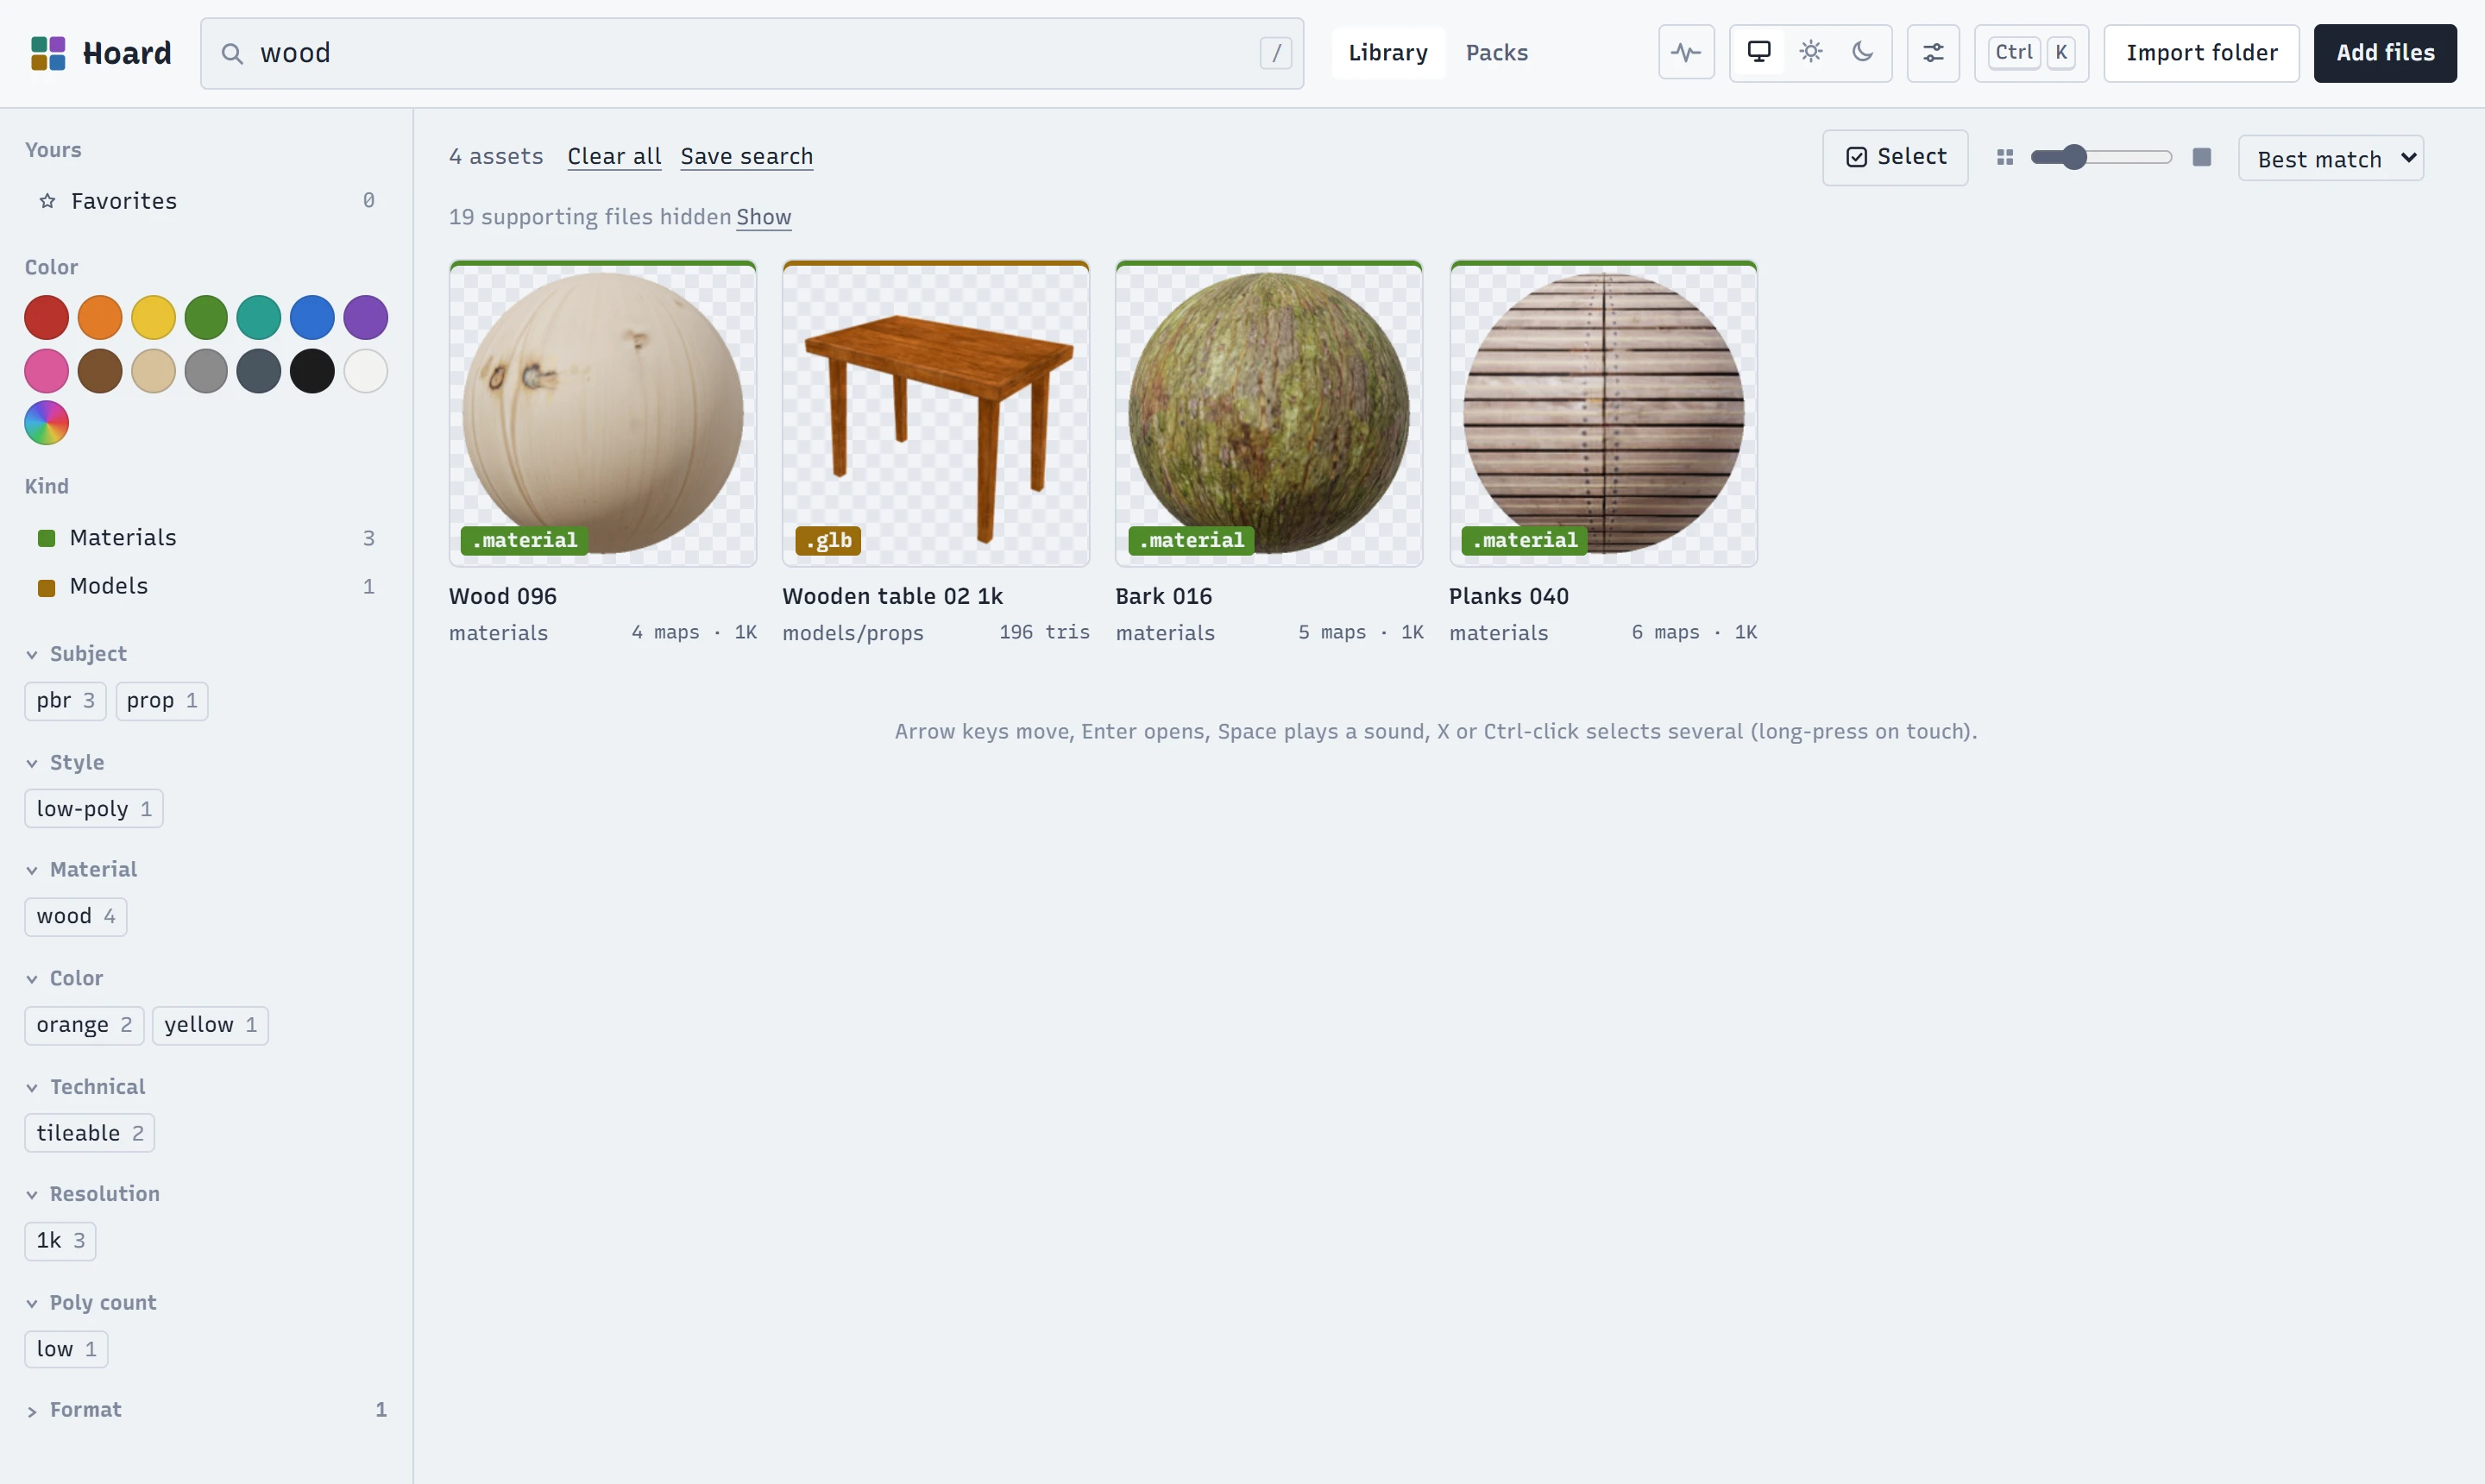 Hoard
wood
/
Library
Packs
Ctrl K
Import folder
Add files
Yours
Favorites 0
Color
Kind
Materials 3
Models 1
Subject
pbr 3 prop 1
Style
low-poly 1
Material
wood 4
Color
orange 2 yellow 1
Technical
tileable 2
Resolution
1k 3
Poly count
low 1
Format 1
4 assets Clear all Save search
Select
Best match
19 supporting files hidden Show
.material
Wood 096
materials 4 maps · 1K
.glb
Wooden table 02 1k
models/props 196 tris
.material
Bark 016
materials 5 maps · 1K
.material
Planks 040
materials 6 maps · 1K
Arrow keys move, Enter opens, Space plays a sound, X or Ctrl-click selects several (long-press on touch).